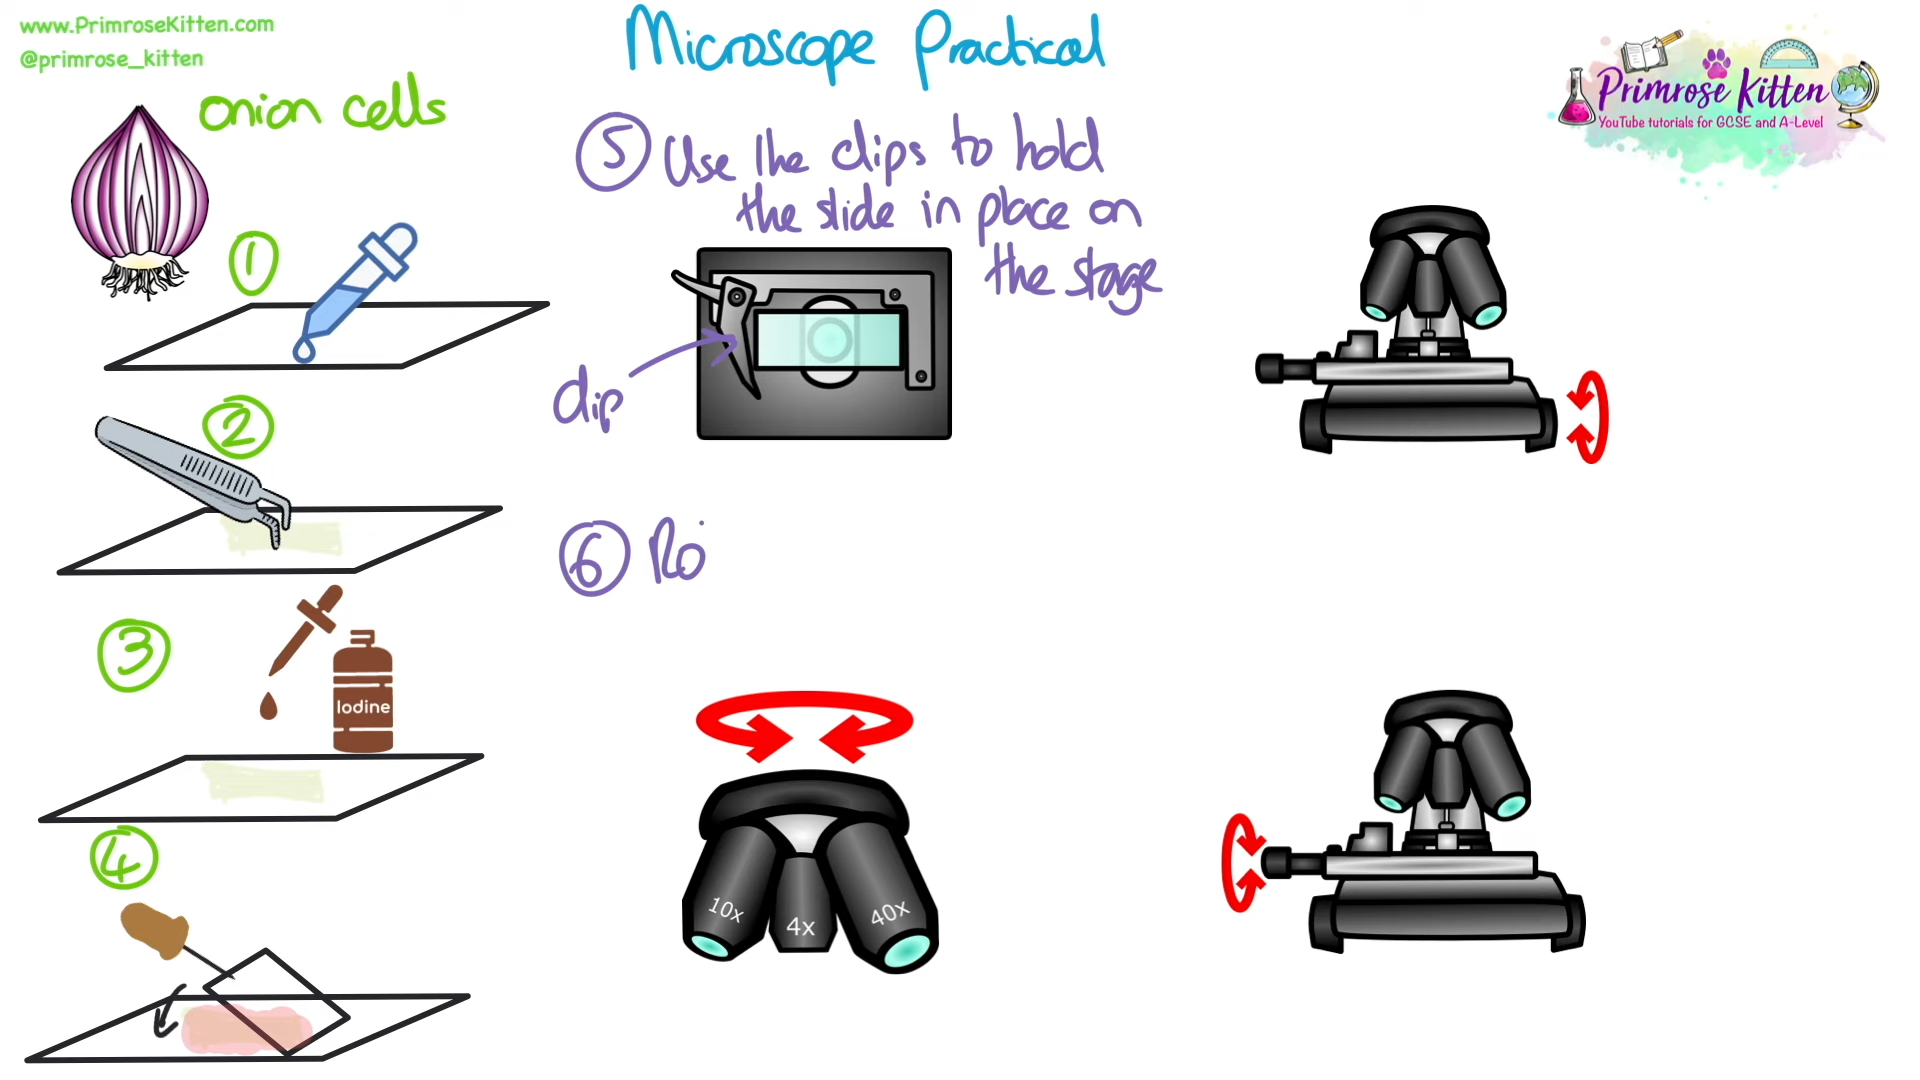 www.PrimroseKitten.com
@primrose_kitten
Microscope Practical
Primrose Kitten
YouTube tutorials for GCSE and A-Level
onion cells
1
2
3
Iodine
4
5 Use the clips to hold
the slide in place on
the stage
clip
6 Ro
10x
4x
40x